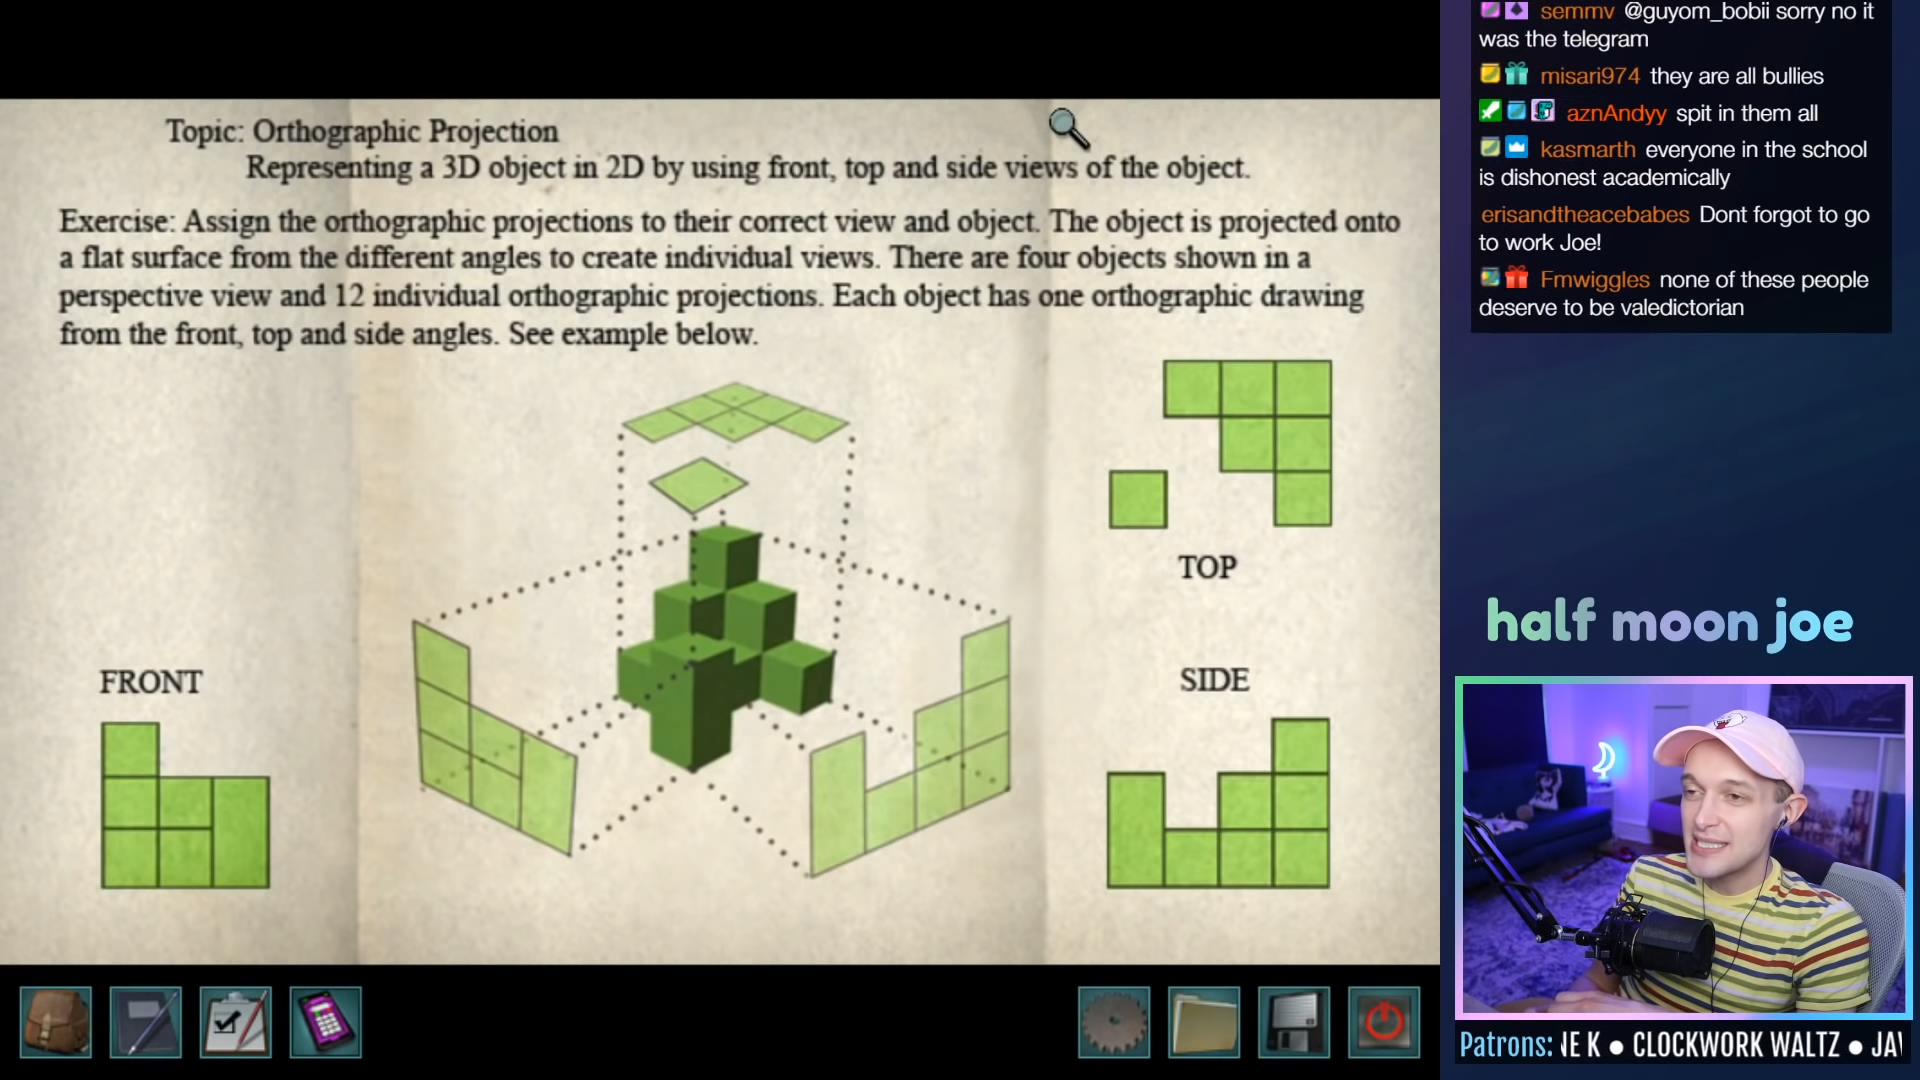 Topic: Orthographic Projection
Representing a 3D object in 2D by using front, top and side views of the object.
Exercise: Assign the orthographic projections to their correct view and object. The object is projected onto
a flat surface from the different angles to create individual views. There are four objects shown in a
perspective view and 12 individual orthographic projections. Each object has one orthographic drawing
from the front, top and side angles. See example below.
TOP
FRONT
SIDE
semmv @guyom_bobii sorry no it
was the telegram
misari974 they are all bullies
aznAndyy spit in them all
kasmarth everyone in the school
is dishonest academically
erisandtheacebabes Dont forgot to go
to work Joe!
Fmwiggles none of these people
deserve to be valedictorian
half moon joe
Patrons: NE K ● CLOCKWORK WALTZ ● JAV